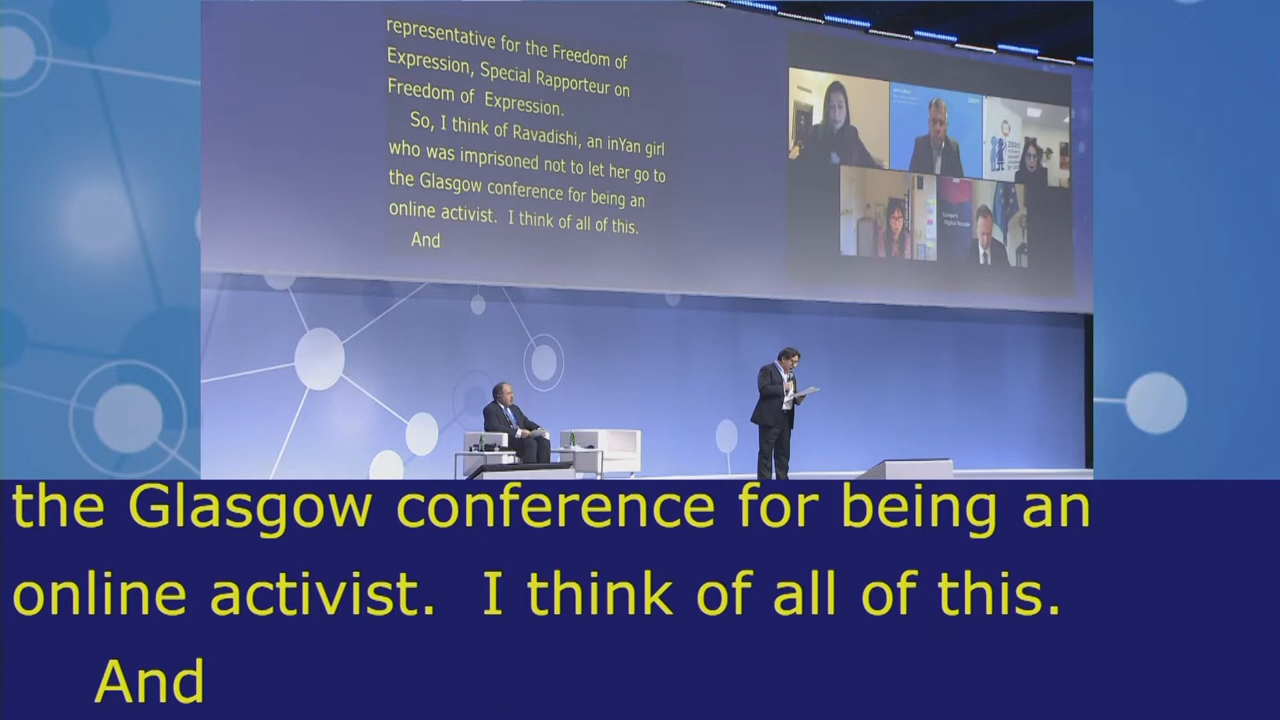 representative for the Freedom of
Expression, Special Rapporteur on
Freedom of Expression.
So, I think of Ravadishi, an inYan girl
who was imprisoned not to let her go to
the Glasgow conference for being an
online activist. I think of all of this.
And
ZERO
the Glasgow conference for being an
online activist. I think of all of this.
And